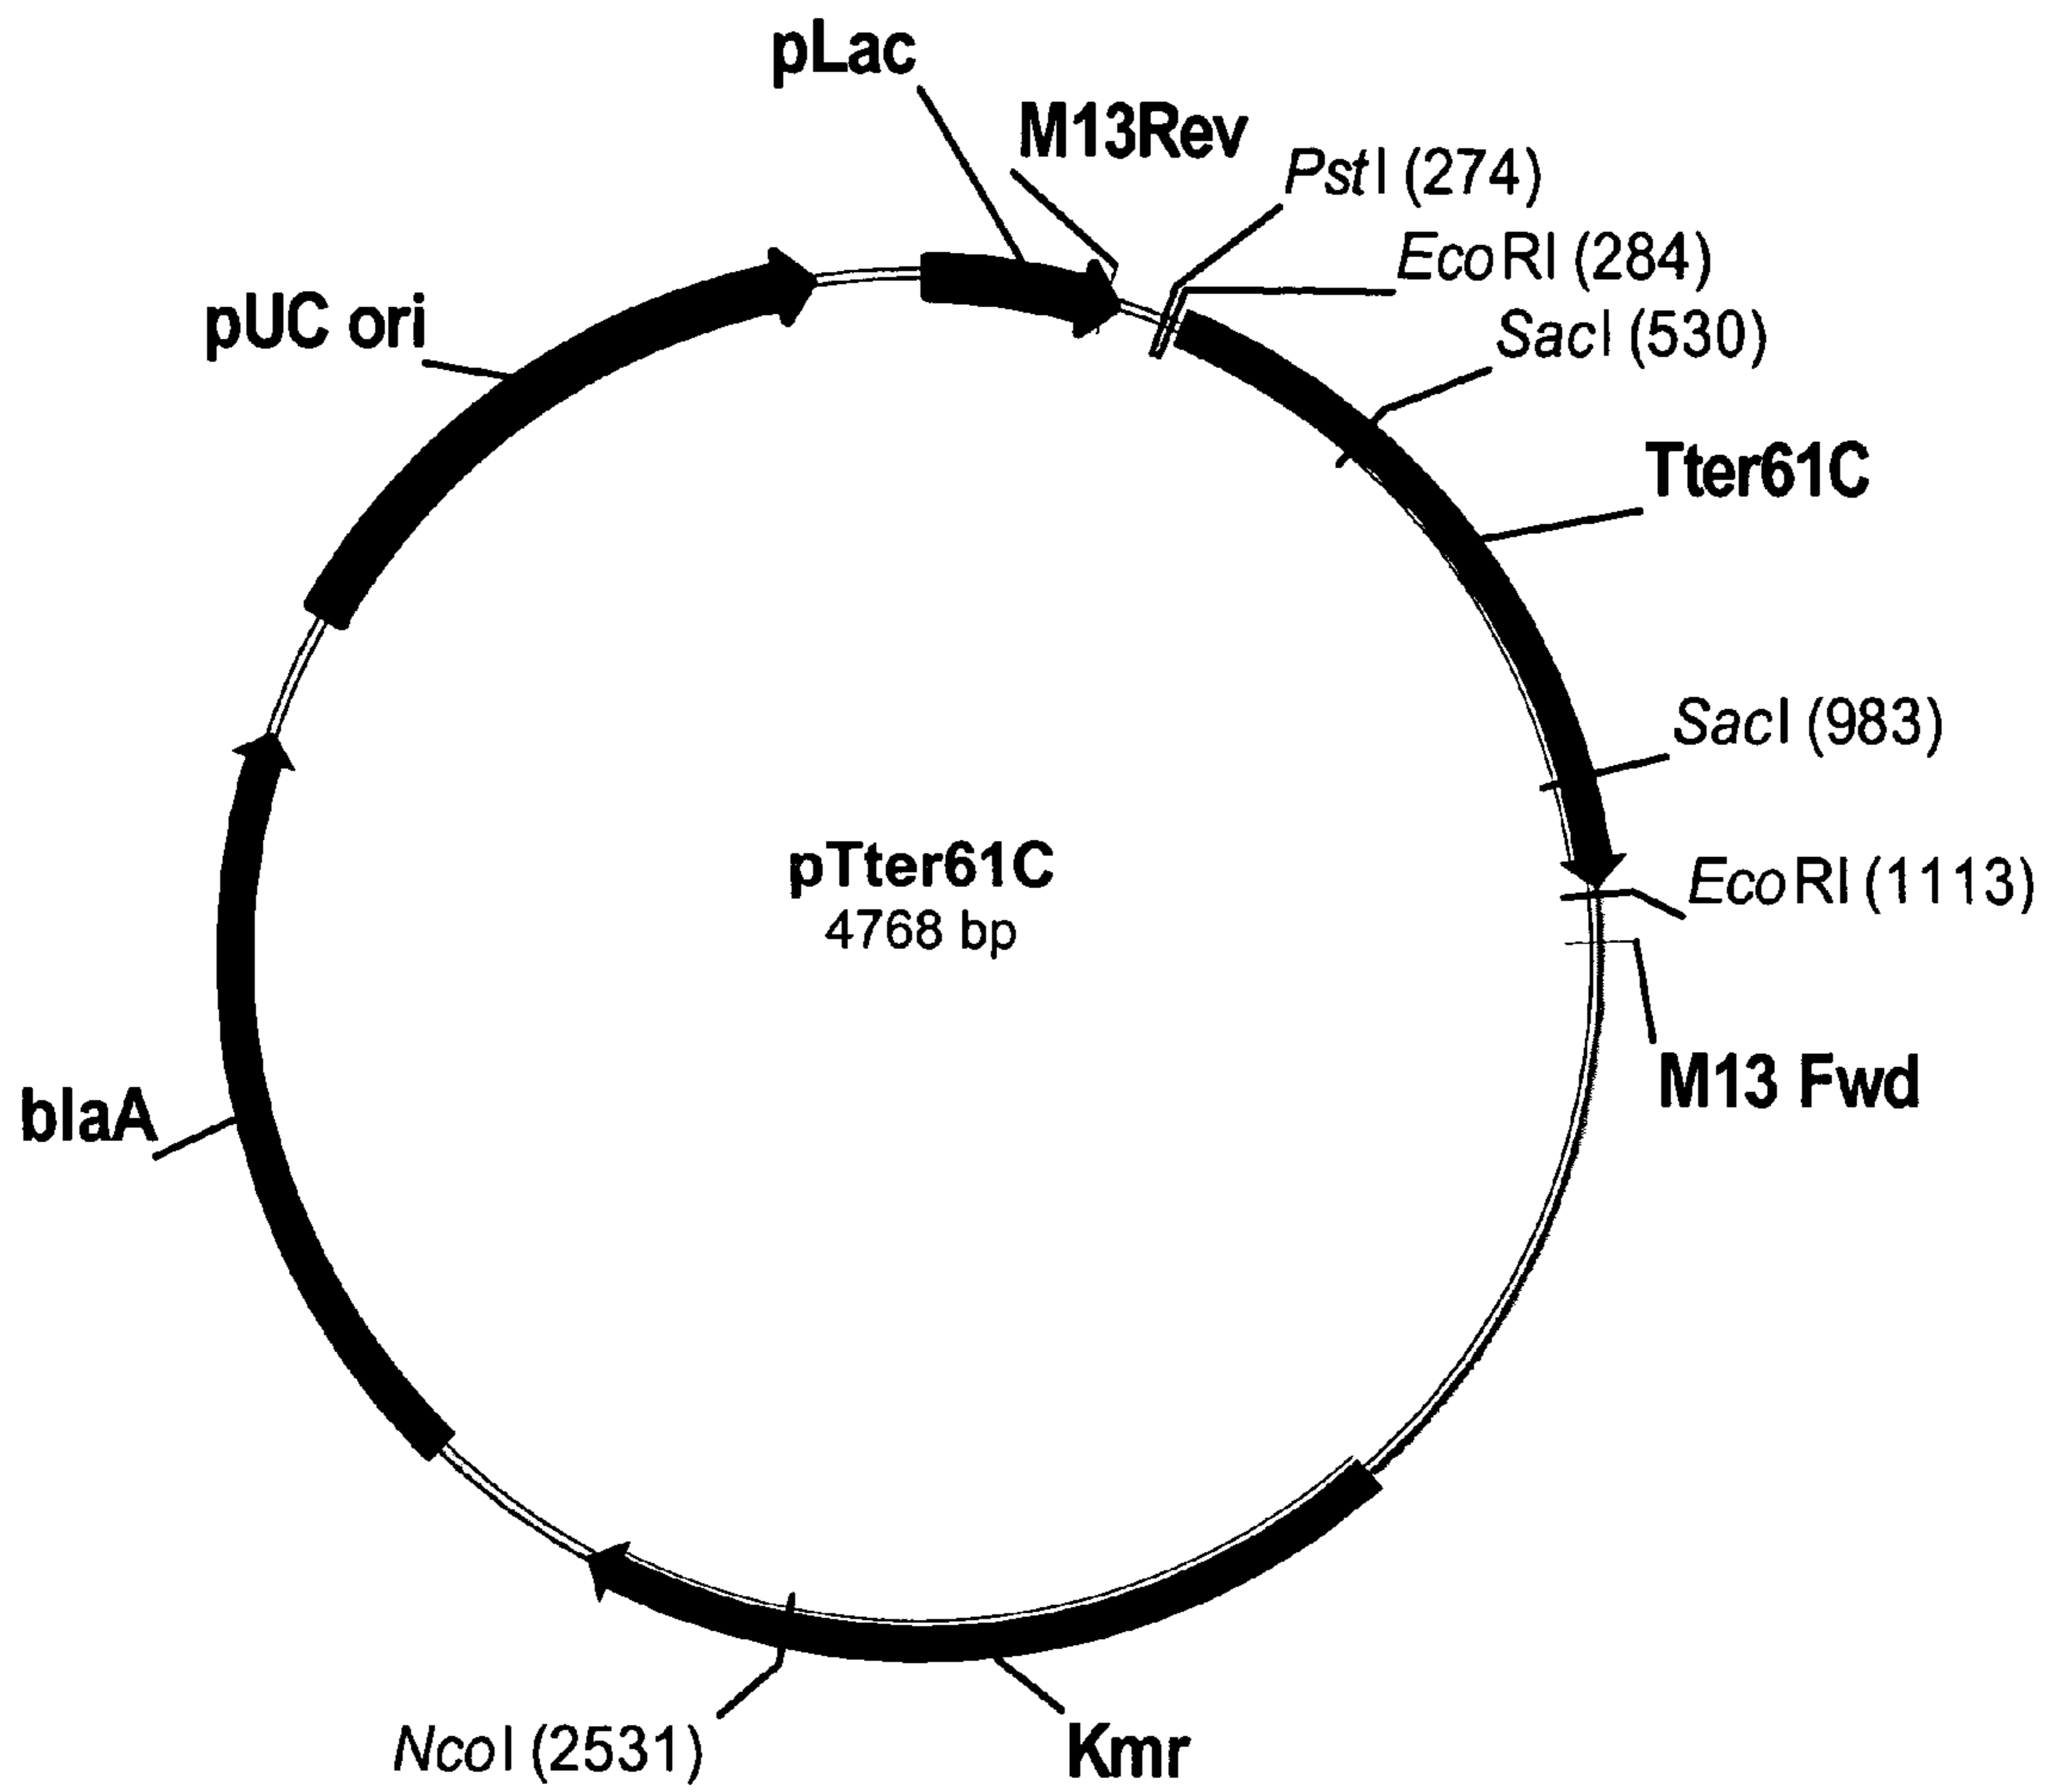 pLac
M13Rev
PstI (274)
EcoRI (284)
SacI (530)
pUC ori
Tter61C
SacI (983)
pTter61C
4768 bp
EcoRI (1113)
M13 Fwd
blaA
NcoI (2531)
Kmr